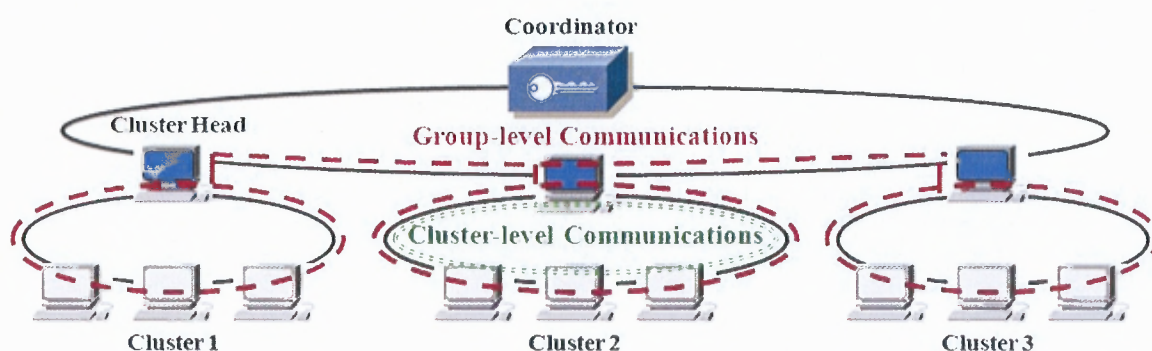 Coordinator
Cluster Head
Group-level Communications
Cluster-level Communications
Cluster 1
Cluster 2
Cluster 3